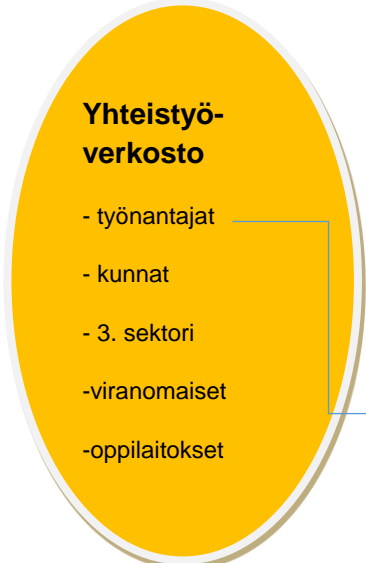 Yhteistyö-
verkosto
- työnantajat
- kunnat
- 3. sektori
-viranomaiset
-oppilaitokset